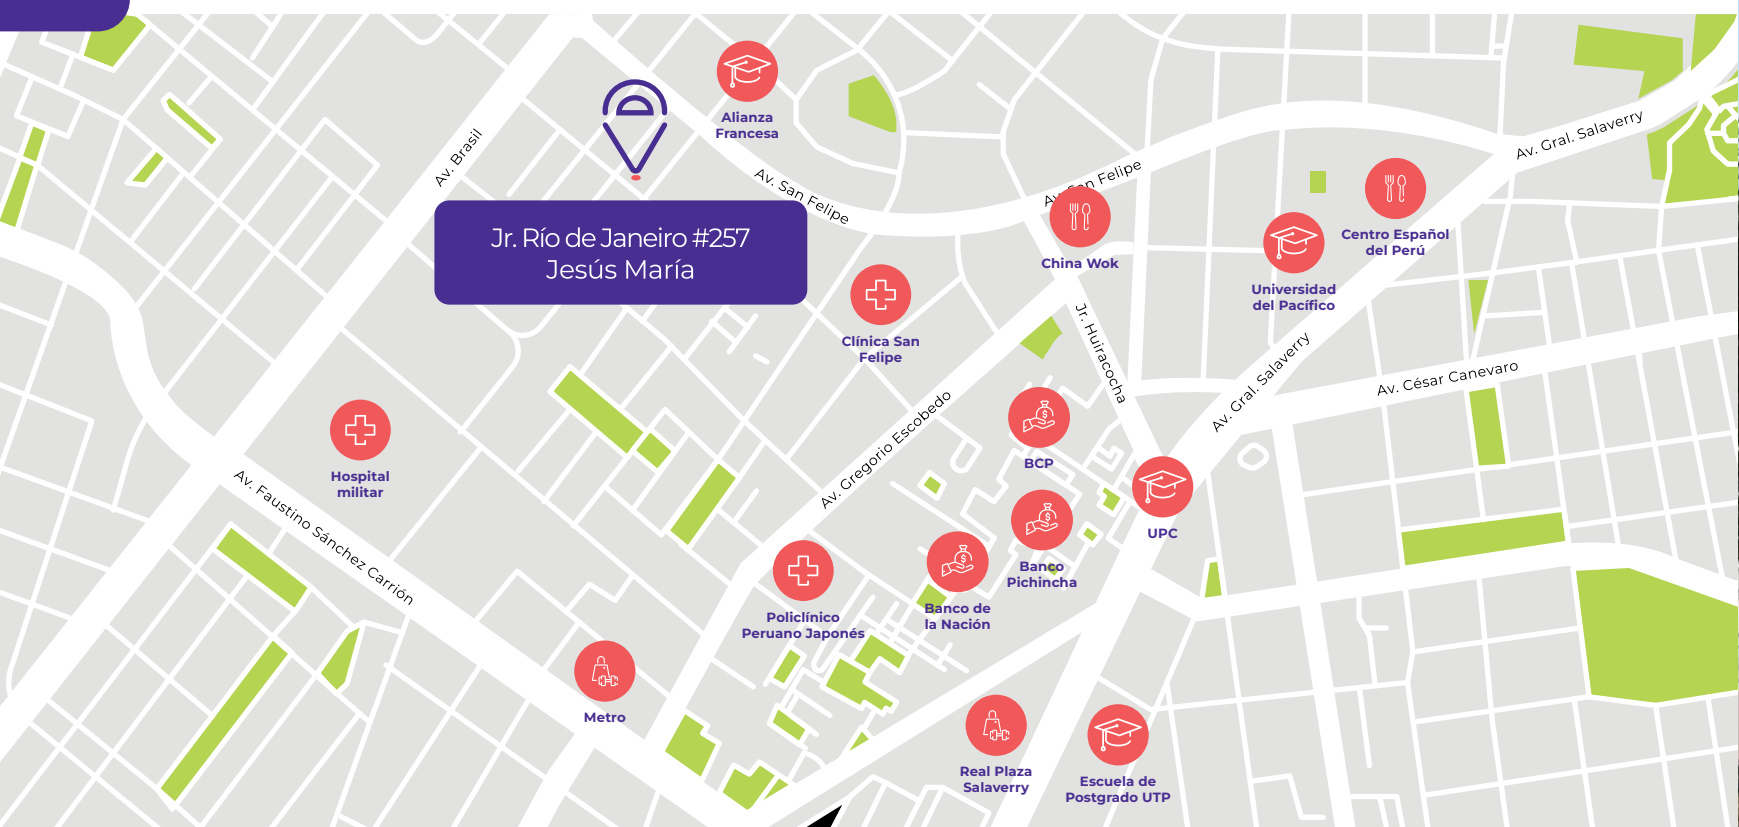 Alianza
Francesa
Av. Brasil
Av. San Felipe
Av. San Felipe
Av. Gral. Salaverry
Jr. Río de Janeiro #257
Jesús María
China Wok
Centro Español
del Perú
Universidad
del Pacífico
Clínica San
Felipe
Jr. Huiracocha
Av. Gral. Salaverry
Av. César Canevaro
Av. Gregorio Escobedo
Hospital
militar
BCP
Av. Faustino Sánchez Carrión
UPC
Banco
Pichincha
Banco de
la Nación
Policlínico
Peruano Japonés
Metro
Real Plaza
Salaverry
Escuela de
Postgrado UTP